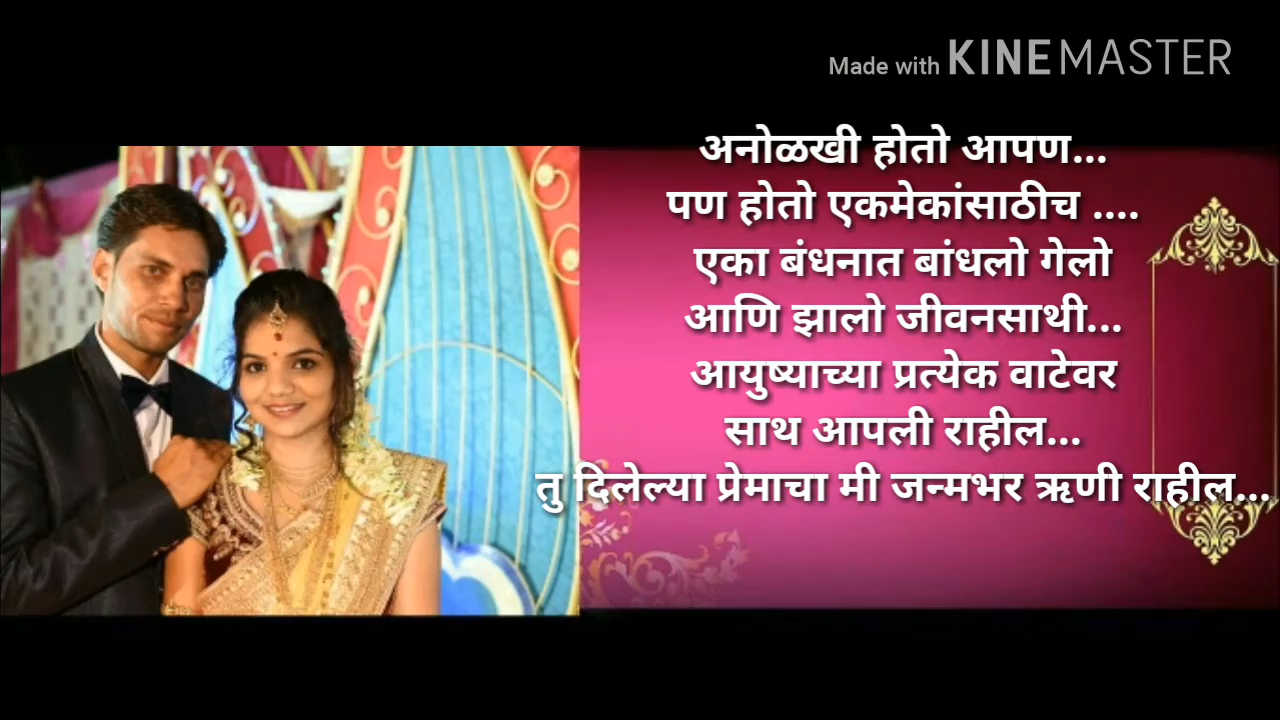 Made with KINEMASTER
अनोळखी होतो आपण...
पण होतो एकमेकांसाठीच ....
एका बंधनात बांधलो गेलो
आणि झालो जीवनसाथी...
आयुष्याच्या प्रत्येक वाटेवर
साथ आपली राहील...
तु दिलेल्या प्रेमाचा मी जन्मभर ऋणी राहील...